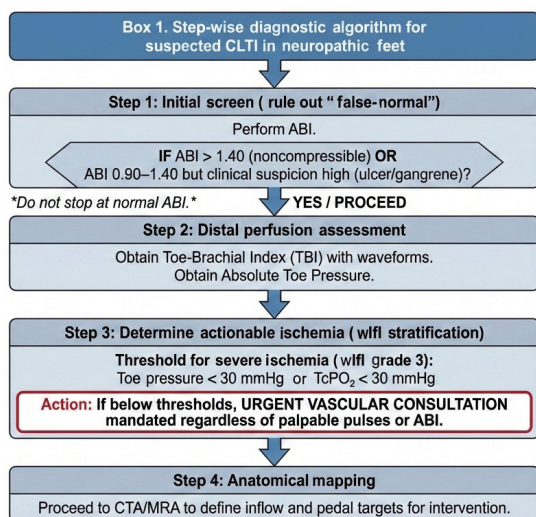 Box 1. Step-wise diagnostic algorithm for
suspected CLTI in neuropathic feet
Step 1: Initial screen ( rule out “ false-normal”)
Perform ABI.
IF ABI > 1.40 (noncompressible) OR
ABI 0.90–1.40 but clinical suspicion high (ulcer/gangrene)?
*Do not stop at normal ABI.*
YES / PROCEED
Step 2: Distal perfusion assessment
Obtain Toe-Brachial Index (TBI) with waveforms.
Obtain Absolute Toe Pressure.
Step 3: Determine actionable ischemia ( wIfI stratification)
Threshold for severe ischemia ( wIfI grade 3):
Toe pressure < 30 mmHg or TcPO₂ < 30 mmHg
Action: If below thresholds, URGENT VASCULAR CONSULTATION
mandated regardless of palpable pulses or ABI.
Step 4: Anatomical mapping
Proceed to CTA/MRA to define inflow and pedal targets for intervention.